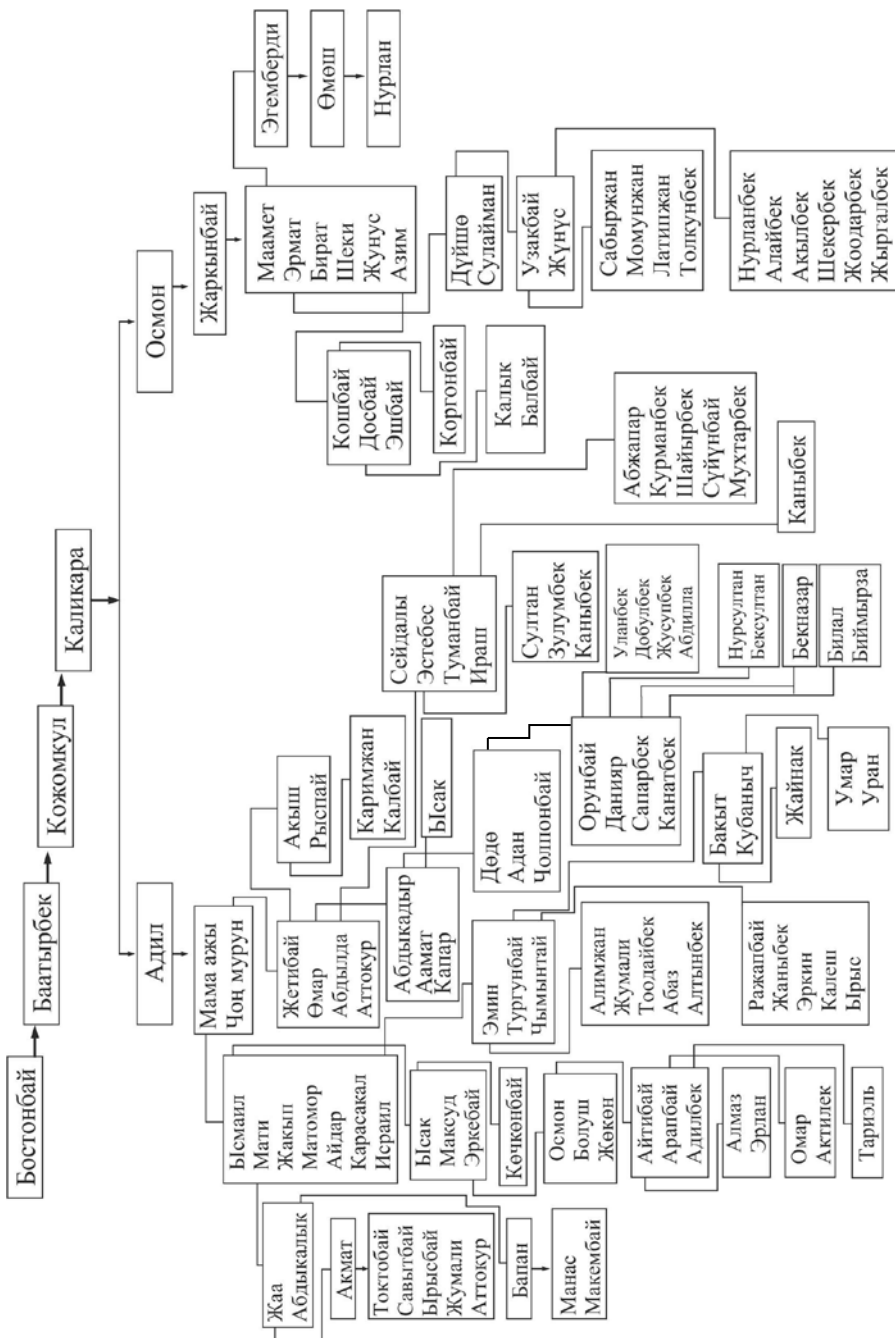 Бостонбай
Баатырбек
Кожомкул
Каликара
Адил
Осмон
Мама ажы
Чоң мурун
Жаркынбай
Ысмаил
Мати
Жакып
Матомор
Айдар
Карасакал
Исраил
Жетибай
Өмар
Абдылда
Аттокур
Акыш
Рыспай
Каримжан
Калбай
Ысак
Маамет
Эрмат
Бират
Шеки
Жунус
Азим
Эгемберди
Өмөш
Нурлан
Жаа
Абдыкалык
Акмат
Токтобай
Савытбай
Ырысбай
Жумали
Аттокур
Бапан
Манас
Макембай
Ысак
Максуд
Эркебай
Көчкөнбай
Осмон
Болуш
Жөкөн
Айтибай
Арапбай
Адилбек
Алмаз
Эрлан
Омар
Актилек
Тариэль
Абдыкадыр
Аамат
Капар
Эмин
Тургунбай
Чымынтай
Алимжан
Жумали
Тоодайбек
Абаз
Алтынбек
Ражапбай
Жаныбек
Эркин
Калеш
Ырыс
Дөдө
Адан
Чолпонбай
Орунбай
Данияр
Сапарбек
Канатбек
Бакыт
Кубаныч
Жайнак
Умар
Уран
Сейдалы
Эстебес
Туманбай
Ираш
Султан
Зулумбек
Каныбек
Уланбек
Добулбек
Жусупбек
Абдилла
Нурсултан
Бексултан
Бекназар
Билал
Биймырза
Абжапар
Курманбек
Шайырбек
Сүйүнбай
Мухтарбек
Каныбек
Кошбай
Досбай
Эшбай
Коргонбай
Калык
Балбай
Дүйшө
Сулайман
Узакбай
Жүнүс
Сабыржан
Момунжан
Латипжан
Толкунбек
Нурланбек
Алайбек
Акылбек
Шекербек
Жоодарбек
Жыргалбек